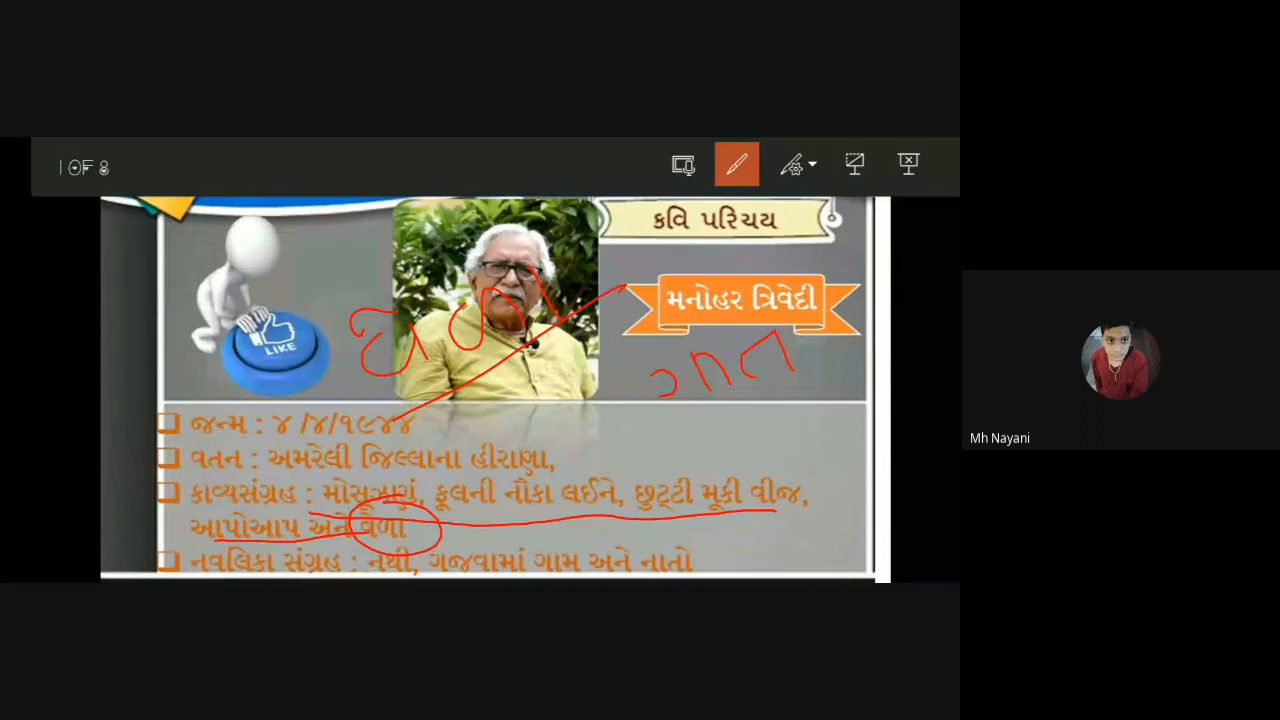 1 OF 8
કવિ પરિચય
મનોહર ત્રિવેદી
LIKE
ગીત
જન્મ : ૪ /૪/૧૯૪૪
વતન : અમરેલી જિલ્લાના હીરાણા,
કાવ્યસંગ્રહ : મોસૂઝણું, ફૂલની નૌકા લઈને, છુટ્ટી મૂકી વીજ,
આપોઆપ અને વેળા
નવલિકા સંગ્રહ : નથી, ગજવામાં ગામ અને નાતો
Mh Nayani